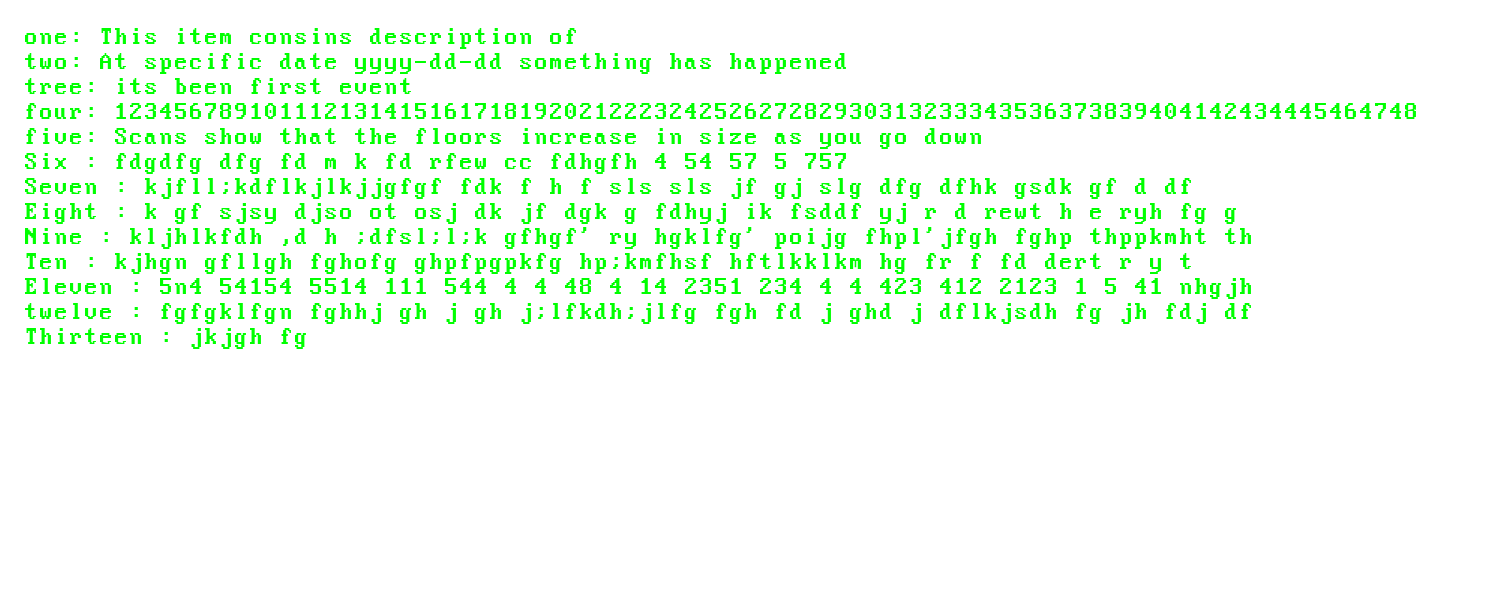 one: This item consins description of
two: At specific date yyyy-dd-dd something has happened
tree: its been first event
four: 123456789101112131415161718192021222324252627282930313233343536373839404142434445464748
five: Scans show that the floors increase in size as you go down
Six : fdgdfg dfg fd m k fd rfew cc fdhgfh 4 54 57 5 757
Seven : kjfll;kdflkjlkjjgfgf fdk f h f sls sls jf gj slg dfg dfhk gsdk gf d df
Eight : k gf sjsy djso ot osj dk jf dgk g fdhyj ik fsddf yj r d rewt h e ryh fg g
Nine : kljhlkfdh ,d h ;dfsl;l;k gfhgf' ry hgklfg' poijg fhpl'jfgh fghp thppkmht th
Ten : kjhgn gfllgh fghofg ghpfpgpkfg hp;kmfhsf hftlkklkm hg fr f fd dert r y t
Eleven : 5n4 54154 5514 111 544 4 4 48 4 14 2351 234 4 4 423 412 2123 1 5 41 nhgjh
twelve : fgfgklfgn fghhj gh j gh j;lfkdh;jlfg fgh fd j ghd j dflkjsdh fg jh fdj df
Thirteen : jkjgh fg